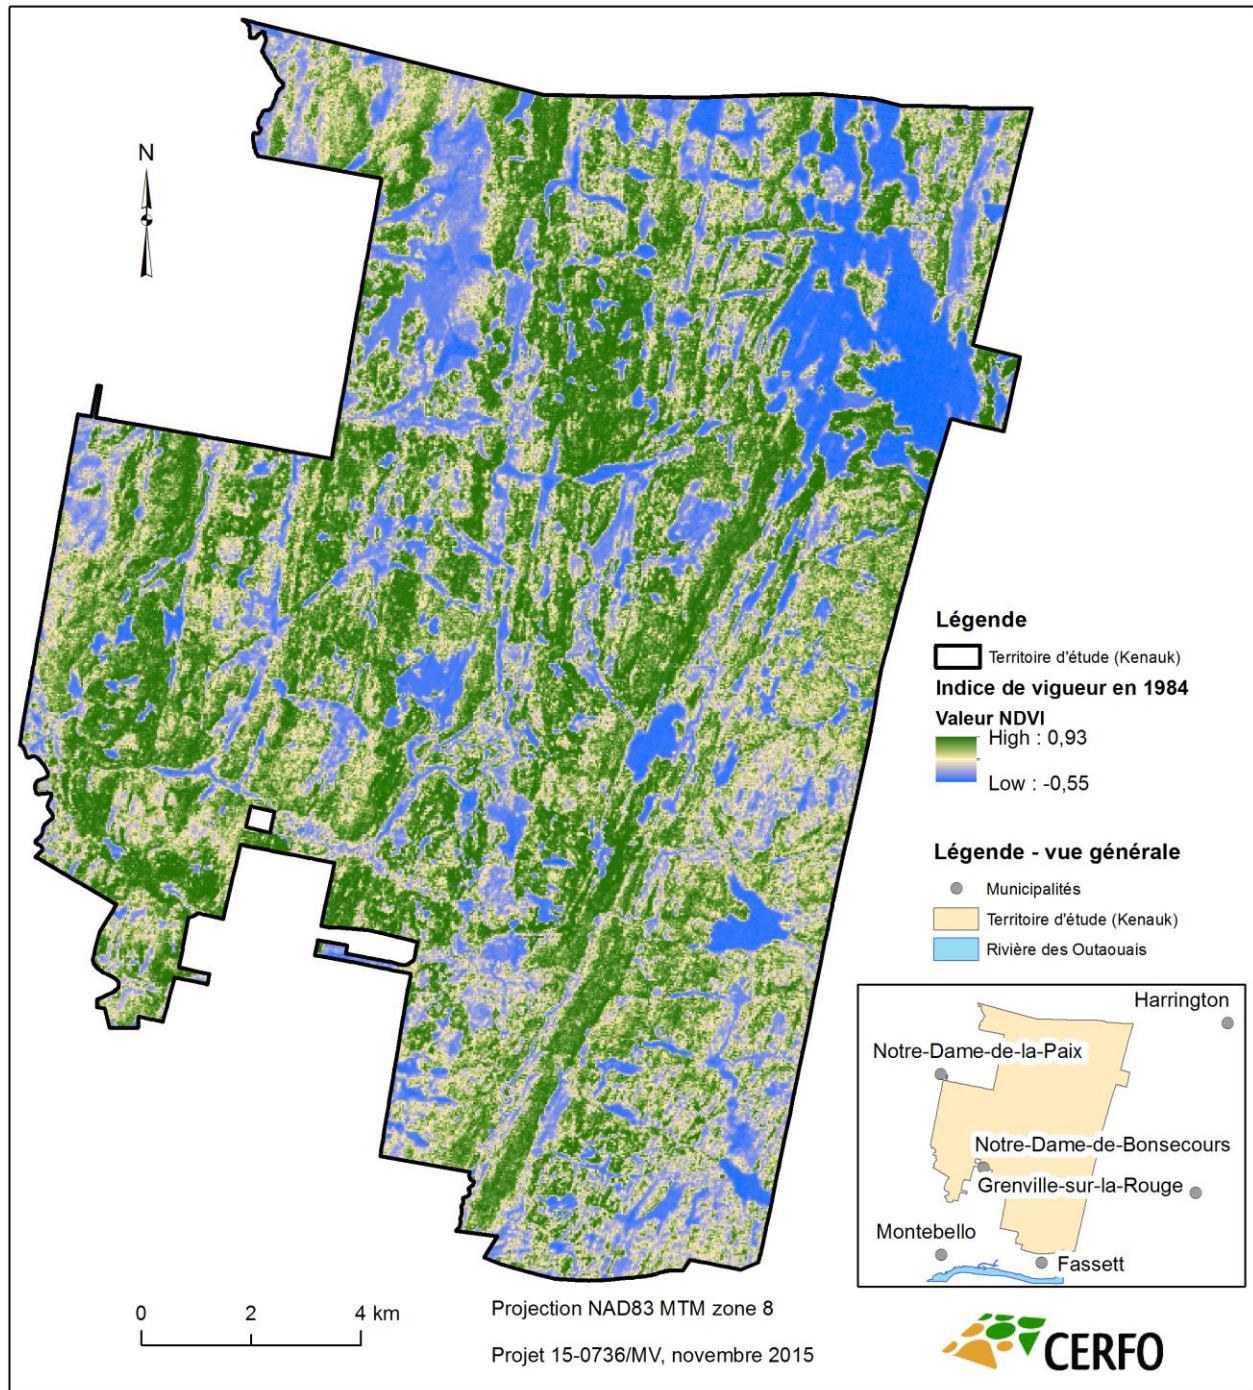 N
Légende
Territoire d'étude (Kenauk)
Indice de vigueur en 1984
Valeur NDVI
High : 0,93
Low : -0,55
Légende - vue générale
Municipalités
Territoire d'étude (Kenauk)
Rivière des Outaouais
Harrington
Notre-Dame-de-la-Paix
Notre-Dame-de-Bonsecours
Grenville-sur-la-Rouge
Montebello
Fassett
0 2 4 km
Projection NAD83 MTM zone 8
Projet 15-0736/MV, novembre 2015
CERFO